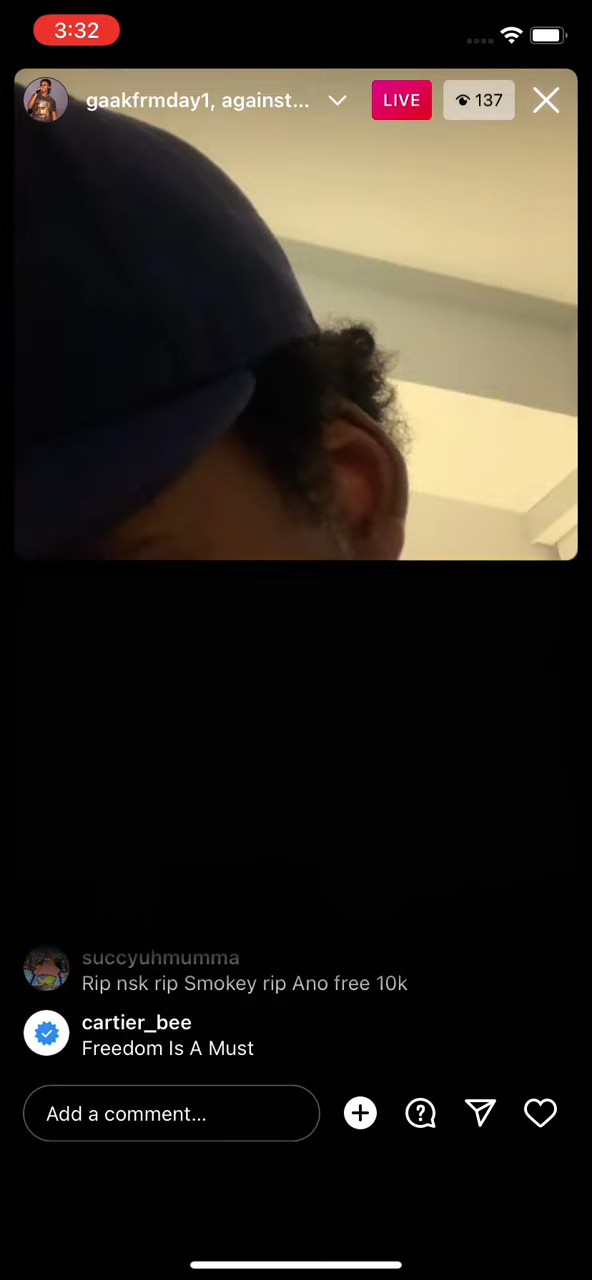 3:32
gaakfrmday1, against...
LIVE
137
succyuhmumma
Rip nsk rip Smokey rip Ano free 10k
cartier_bee
Freedom Is A Must
Add a comment...